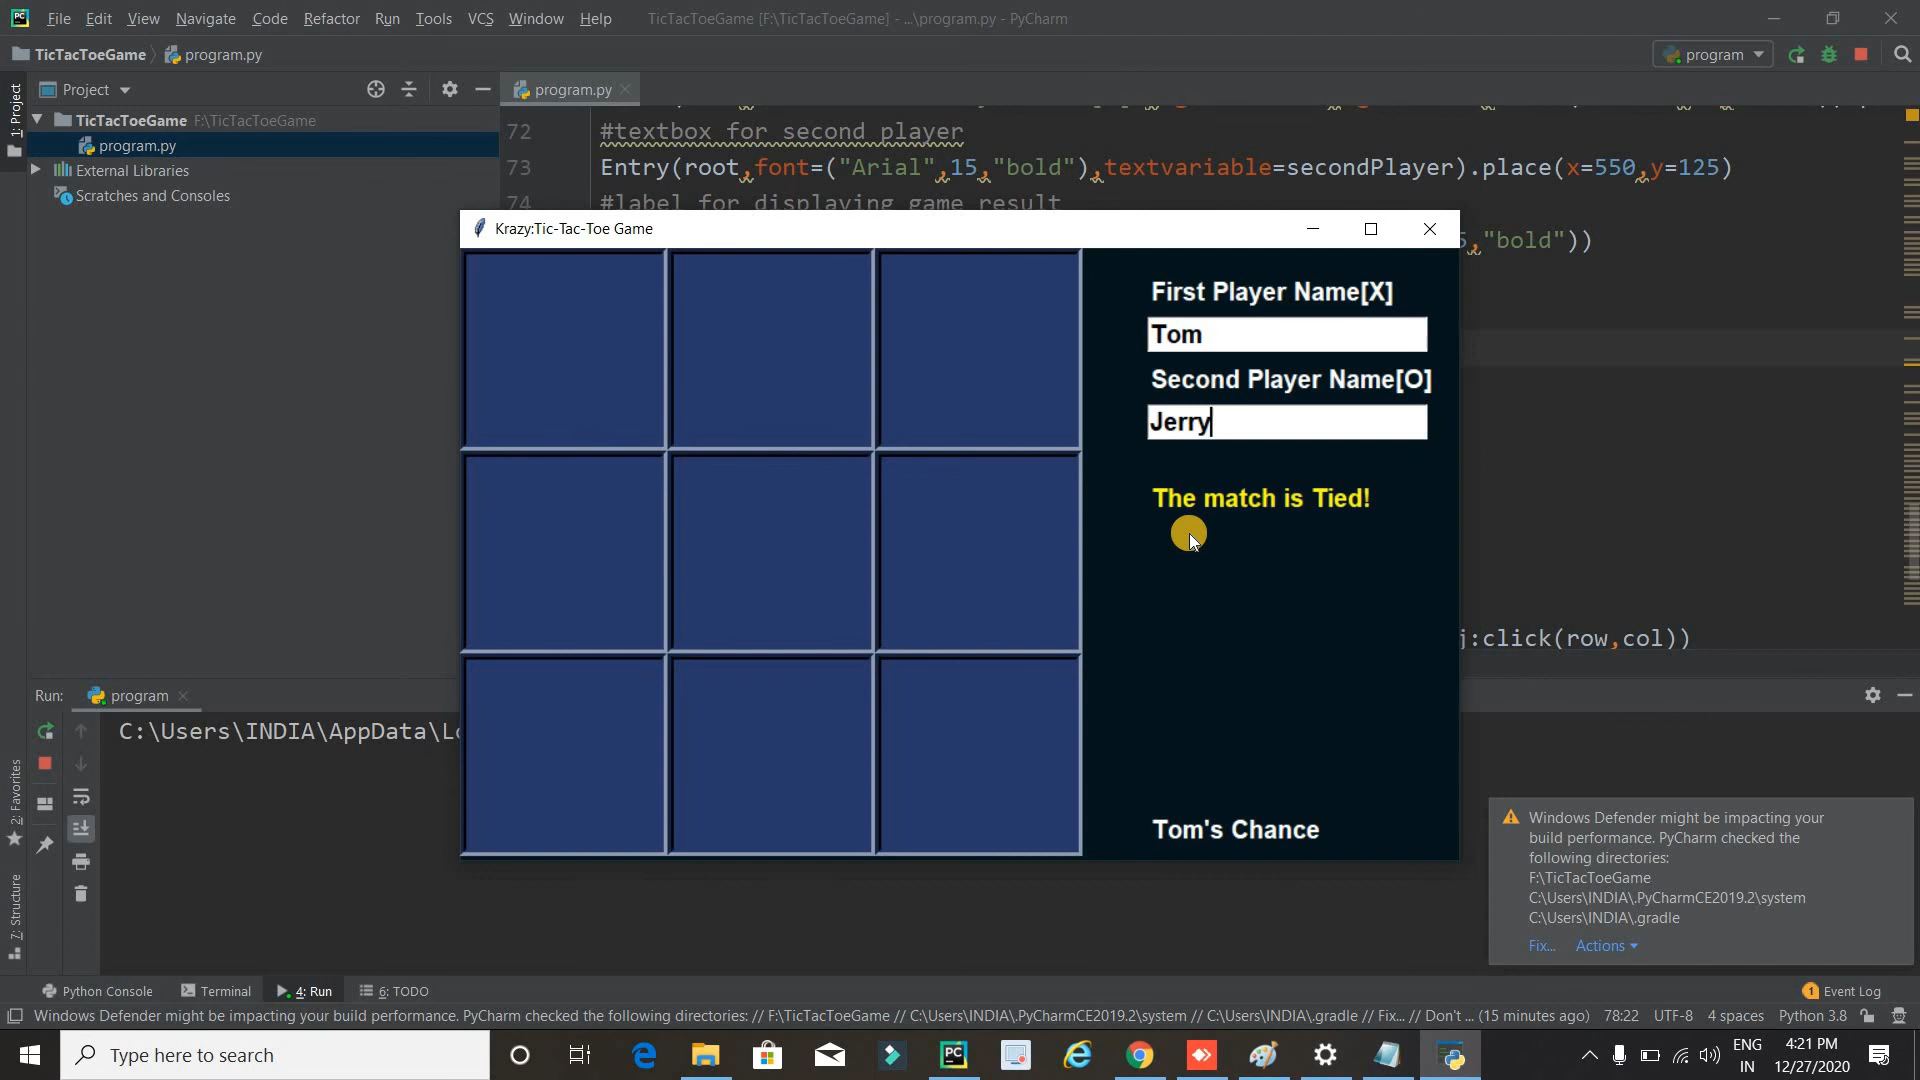 File Edit View Navigate Code Refactor Run Tools VCS Window Help TicTacToeGame [F:\TicTacToeGame] - ...\program.py - PyCharm
TicTacToeGame program.py program
1: Project
Project program.py
TicTacToeGame F:\TicTacToeGame
program.py
External Libraries
Scratches and Consoles
72 #textbox for second player
73 Entry(root,font=("Arial",15,"bold"),textvariable=secondPlayer).place(x=550,y=125)
74 #label for displaying game result
,"bold"))
j:click(row,col))
Krazy:Tic-Tac-Toe Game
First Player Name[X]
Tom
Second Player Name[O]
Jerry
The match is Tied!
Tom's Chance
Run: program
C:\Users\INDIA\AppData\Lo
2: Favorites
7: Structure
Windows Defender might be impacting your
build performance. PyCharm checked the
following directories:
F:\TicTacToeGame
C:\Users\INDIA\.PyCharmCE2019.2\system
C:\Users\INDIA\.gradle
Fix... Actions
Python Console Terminal 4: Run 6: TODO 1 Event Log
Windows Defender might be impacting your build performance. PyCharm checked the following directories: // F:\TicTacToeGame // C:\Users\INDIA\.PyCharmCE2019.2\system // C:\Users\INDIA\.gradle // Fix... // Don't ... (15 minutes ago) 78:22 UTF-8 4 spaces Python 3.8
Type here to search
ENG
IN
4:21 PM
12/27/2020